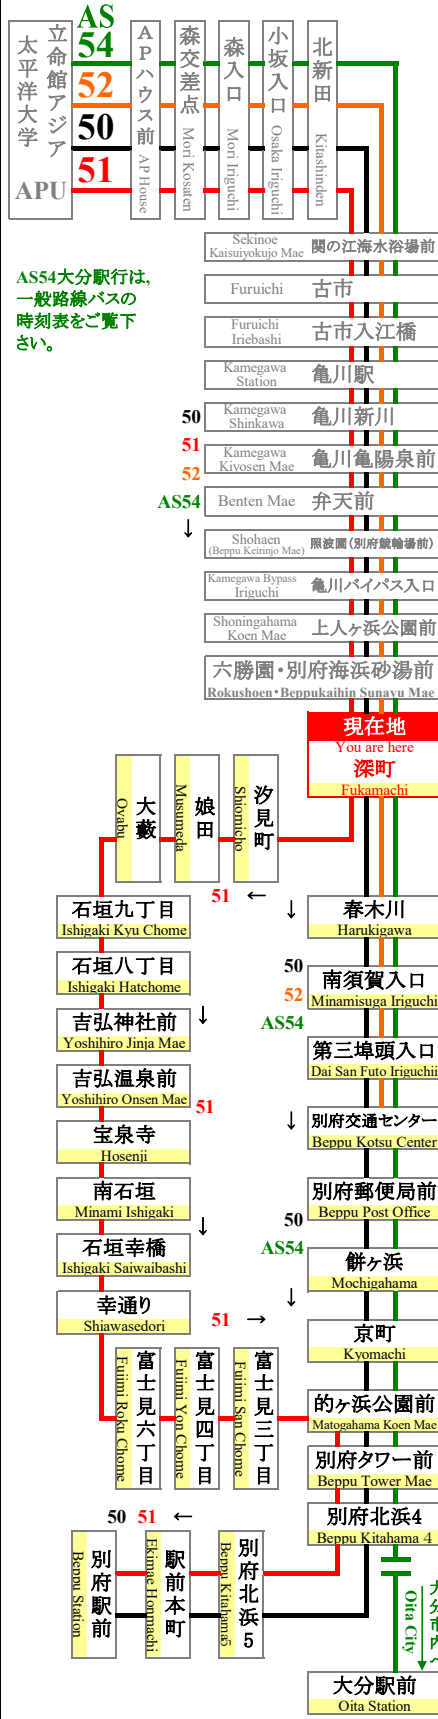 AS
54
52
50
51
立命館アジア
太平洋大学
APU
APハウス前
AP House
森交差点
Mori Kosaten
森入口
Mori Iriguchi
小坂入口
Osaka Iriguchi
北新田
Kitashinden
AS54大分駅行は,
一般路線バスの
時刻表をご覧下
さい。
Sekinoe
Kaisuiyokujo Mae
関の江海水浴場前
Furuichi 古市
Furuichi
Iriebashi
古市入江橋
Kamegawa
Station
亀川駅
50
51
52
AS54
↓
Kamegawa
Shinkawa
亀川新川
Kamegawa
Kiyosen Mae
亀川亀陽泉前
Benten Mae 弁天前
Shohaen
(Beppu Keirinjo Mae)
照波園(別府競輪場前)
Kamegawa Bypass
Iriguchi
亀川バイパス入口
Shoningahama
Koen Mae
上人ヶ浜公園前
六勝園・別府海浜砂湯前
Rokushoen・Beppukaihin Sunayu Mae
現在地
You are here
深町
Fukamachi
汐見町
Shiomicho
娘田
Musumeda
大藪
Oyabu
51 ←
石垣九丁目
Ishigaki Kyu Chome
石垣八丁目
Ishigaki Hatchome
吉弘神社前
Yoshihiro Jinja Mae
↓
吉弘温泉前
Yoshihiro Onsen Mae
51
宝泉寺
Hosenji
南石垣
Minami Ishigaki
↓
石垣幸橋
Ishigaki Saiwaibashi
幸通り
Shiawasedori
51 →
富士見六丁目
Fujimi Roku Chome
富士見四丁目
Fujimi Yon Chome
富士見三丁目
Fujimi San Chome
↓
春木川
Harukigawa
50
52
AS54
南須賀入口
Minamisuga Iriguchi
第三埠頭入口
Dai San Futo Iriguchii
↓
別府交通センター
Beppu Kotsu Center
別府郵便局前
Beppu Post Office
50
AS54
↓
餅ヶ浜
Mochigahama
京町
Kyomachi
的ヶ浜公園前
Matogahama Koen Mae
別府タワー前
Beppu Tower Mae
別府北浜4
Beppu Kitahama 4
50 51 ←
別府北浜5
Beppu Kitahama5
駅前本町
Ekimae Honmachi
別府駅前
Beppu Station
大分市内へ
Oita City
大分駅前
Oita Station